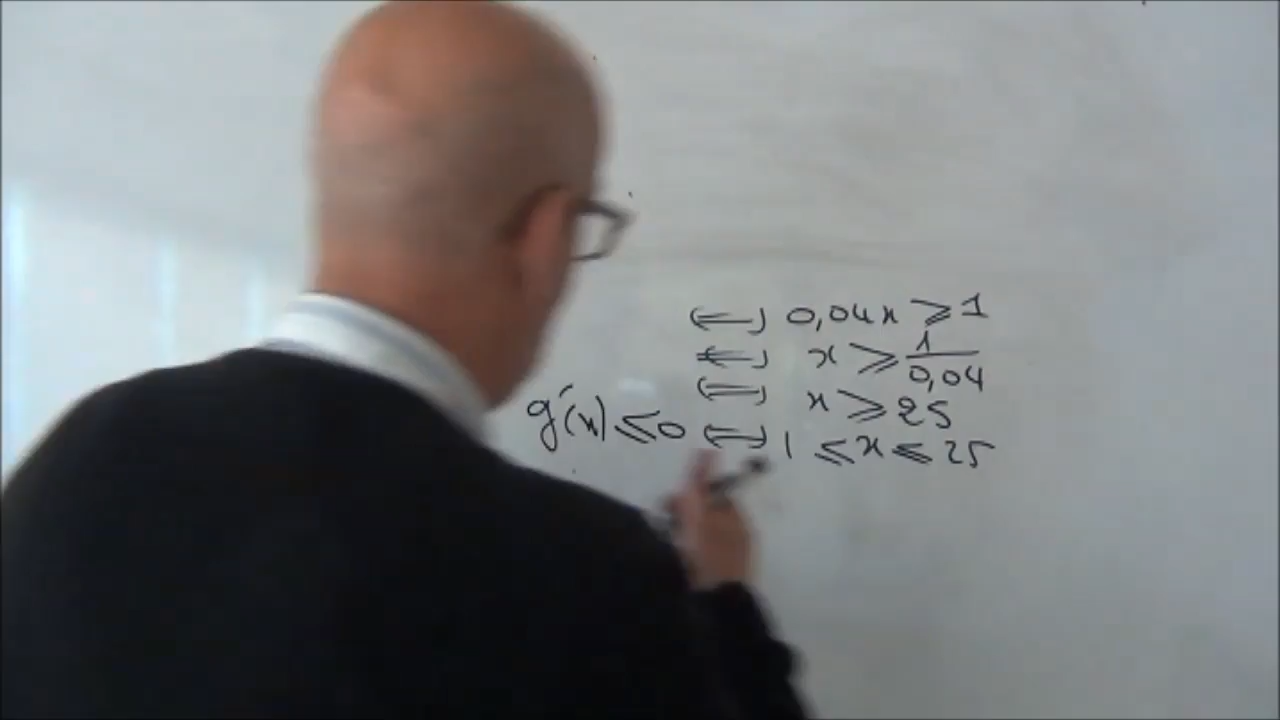 ⟺ 0,04x ⩾ 1
⟺ x ⩾ 1/0,04
⟺ x ⩾ 25
g'(x) ⩽ 0 ⟺ 1 ⩽ x ⩽ 25